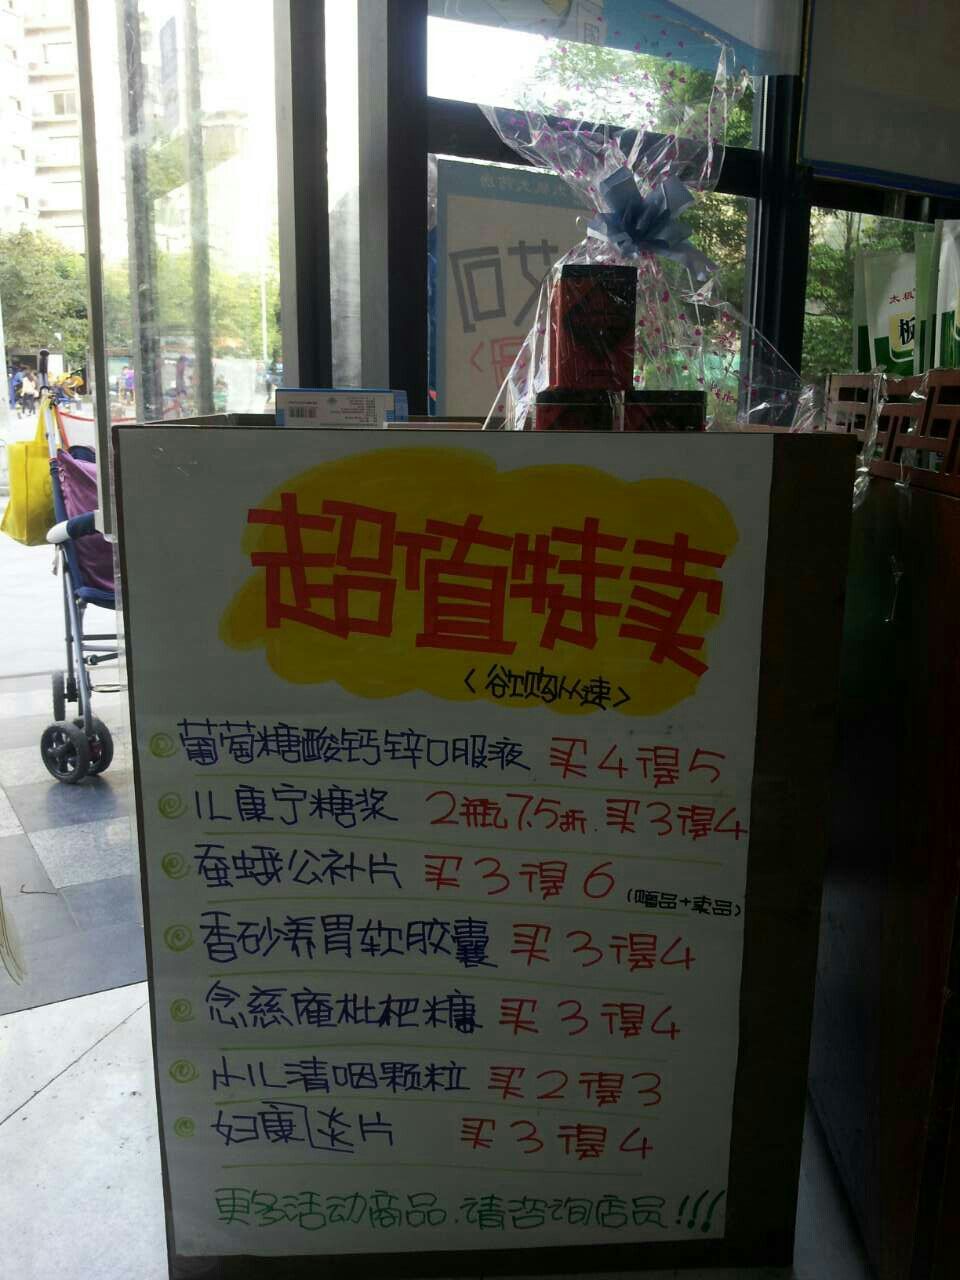 超值特卖
<欲购从速>
葡萄糖酸钙锌口服液 买4得5
儿康宁糖浆 2瓶7.5折.买3得4
蚕蛾公补片 买3得6 (赠品+卖品)
香砂养胃软胶囊 买3得4
念慈庵枇杷糖 买3得4
小儿清咽颗粒 买2得3
妇康 片 买3得4
更多活动商品.请咨询店员!!!
太极
板